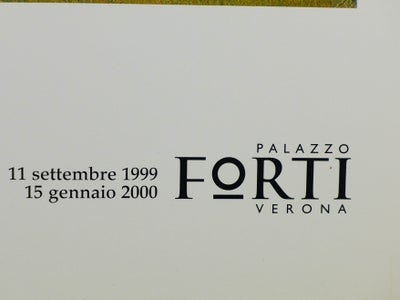 11 settembre 1999
15 gennaio 2000
PALAZZO
FORTI
VERONA